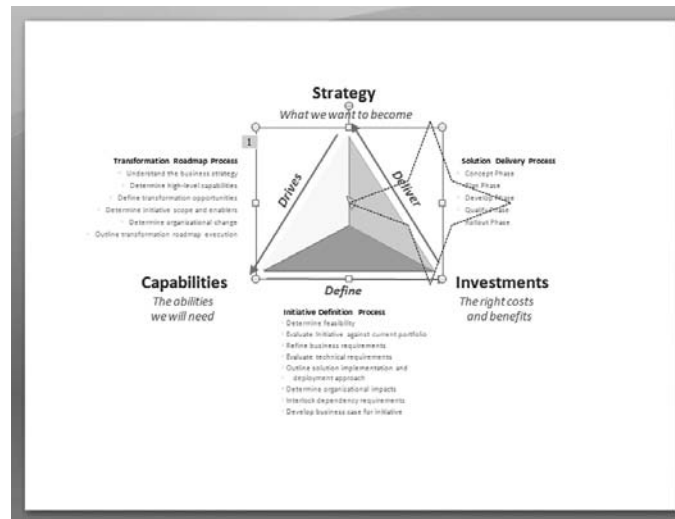 Strategy
What we want to become
1
Transformation Roadmap Process
Understand the business strategy
Determine high-level capabilities
Define transformation opportunities
Determine initiative scope and enablers
Determine organisational change
Outline transformation roadmap execution
Drives
Deliver
Solution Delivery Process
Concept Phase
Plan Phase
Develop Phase
Quality Phase
Rollout Phase
Capabilities
The abilities
we will need
Define
Investments
The right costs
and benefits
Initiative Definition Process
Determine feasibility
Evaluate Initiative against current portfolio
Refine business requirements
Evaluate technical requirements
Outline solution implementation and
deployment approach
Determine organisational impacts
Interlock dependency requirements
Develop business case for initiative